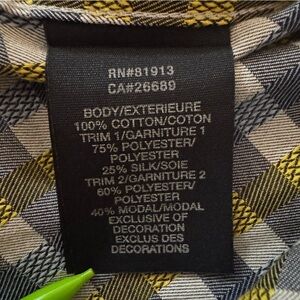 RN#81913
CA#26689
BODY/EXTERIEURE
100% COTTON/COTON
TRIM 1/GARNITURE 1
75% POLYESTER/
POLYESTER
25% SILK/SOIE
TRIM 2/GARNITURE 2
60% POLYESTER/
POLYESTER
40% MODAL/MODAL
EXCLUSIVE OF
DECORATION
EXCLUS DES
DECORATIONS